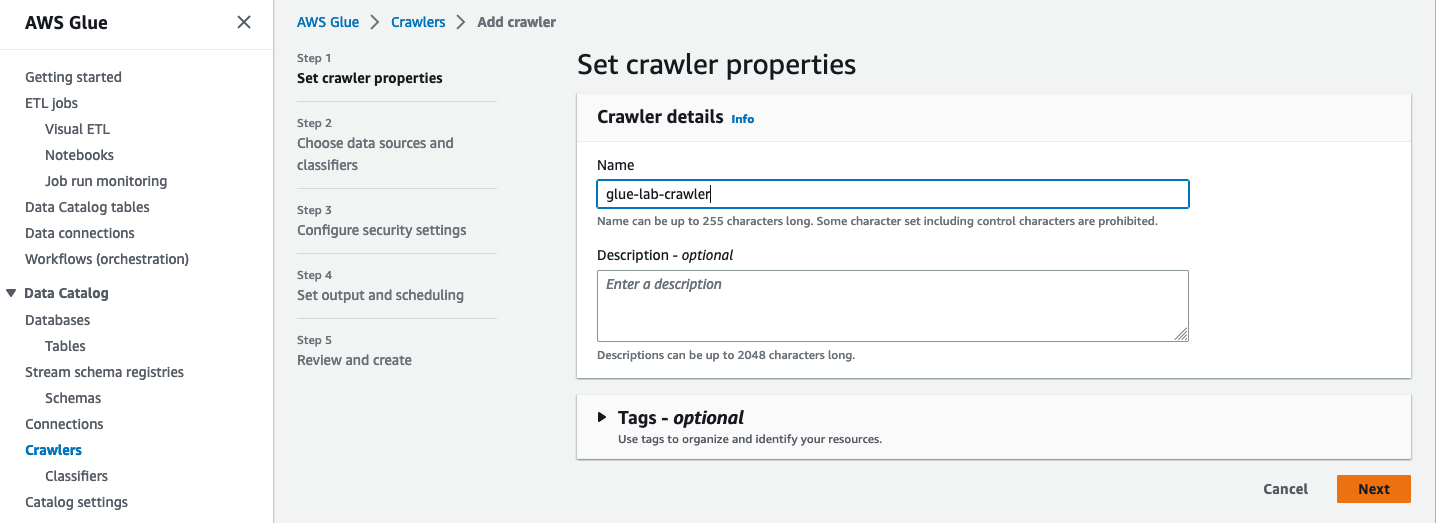 AWS Glue
Getting started
ETL jobs
Visual ETL
Notebooks
Job run monitoring
Data Catalog tables
Data connections
Workflows (orchestration)
Data Catalog
Databases
Tables
Stream schema registries
Schemas
Connections
Crawlers
Classifiers
Catalog settings
AWS Glue > Crawlers > Add crawler
Step 1
Set crawler properties
Step 2
Choose data sources and
classifiers
Step 3
Configure security settings
Step 4
Set output and scheduling
Step 5
Review and create
Set crawler properties
Crawler details Info
Name
glue-lab-crawler
Name can be up to 255 characters long. Some character set including control characters are prohibited.
Description - optional
Enter a description
Descriptions can be up to 2048 characters long.
Tags - optional
Use tags to organize and identify your resources.
Cancel Next